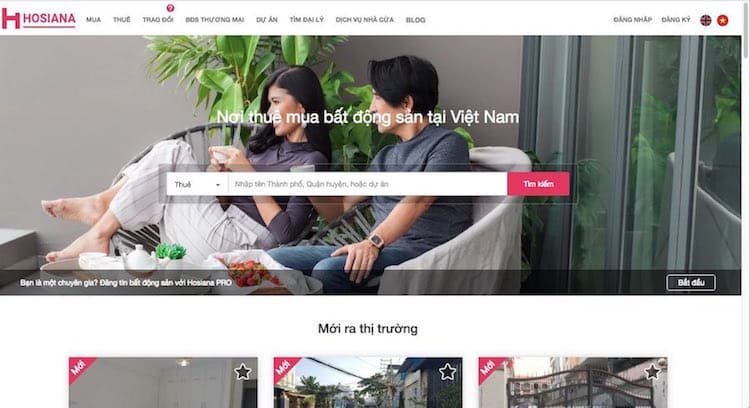 HOSIANA
MUA THUÊ TRAO ĐỔI BĐS THƯƠNG MẠI DỰ ÁN TÌM ĐẠI LÝ DỊCH VỤ NHÀ CỬA BLOG ĐĂNG NHẬP ĐĂNG KÝ
?
Nơi thuê mua bất động sản tại Việt Nam
Thuê Nhập tên Thành phố, Quận huyện, hoặc dự án Tìm kiếm
Bạn là một chuyên gia? Đăng tin bất động sản với Hosiana PRO Bắt đầu
Mới ra thị trường
Mới Mới Mới